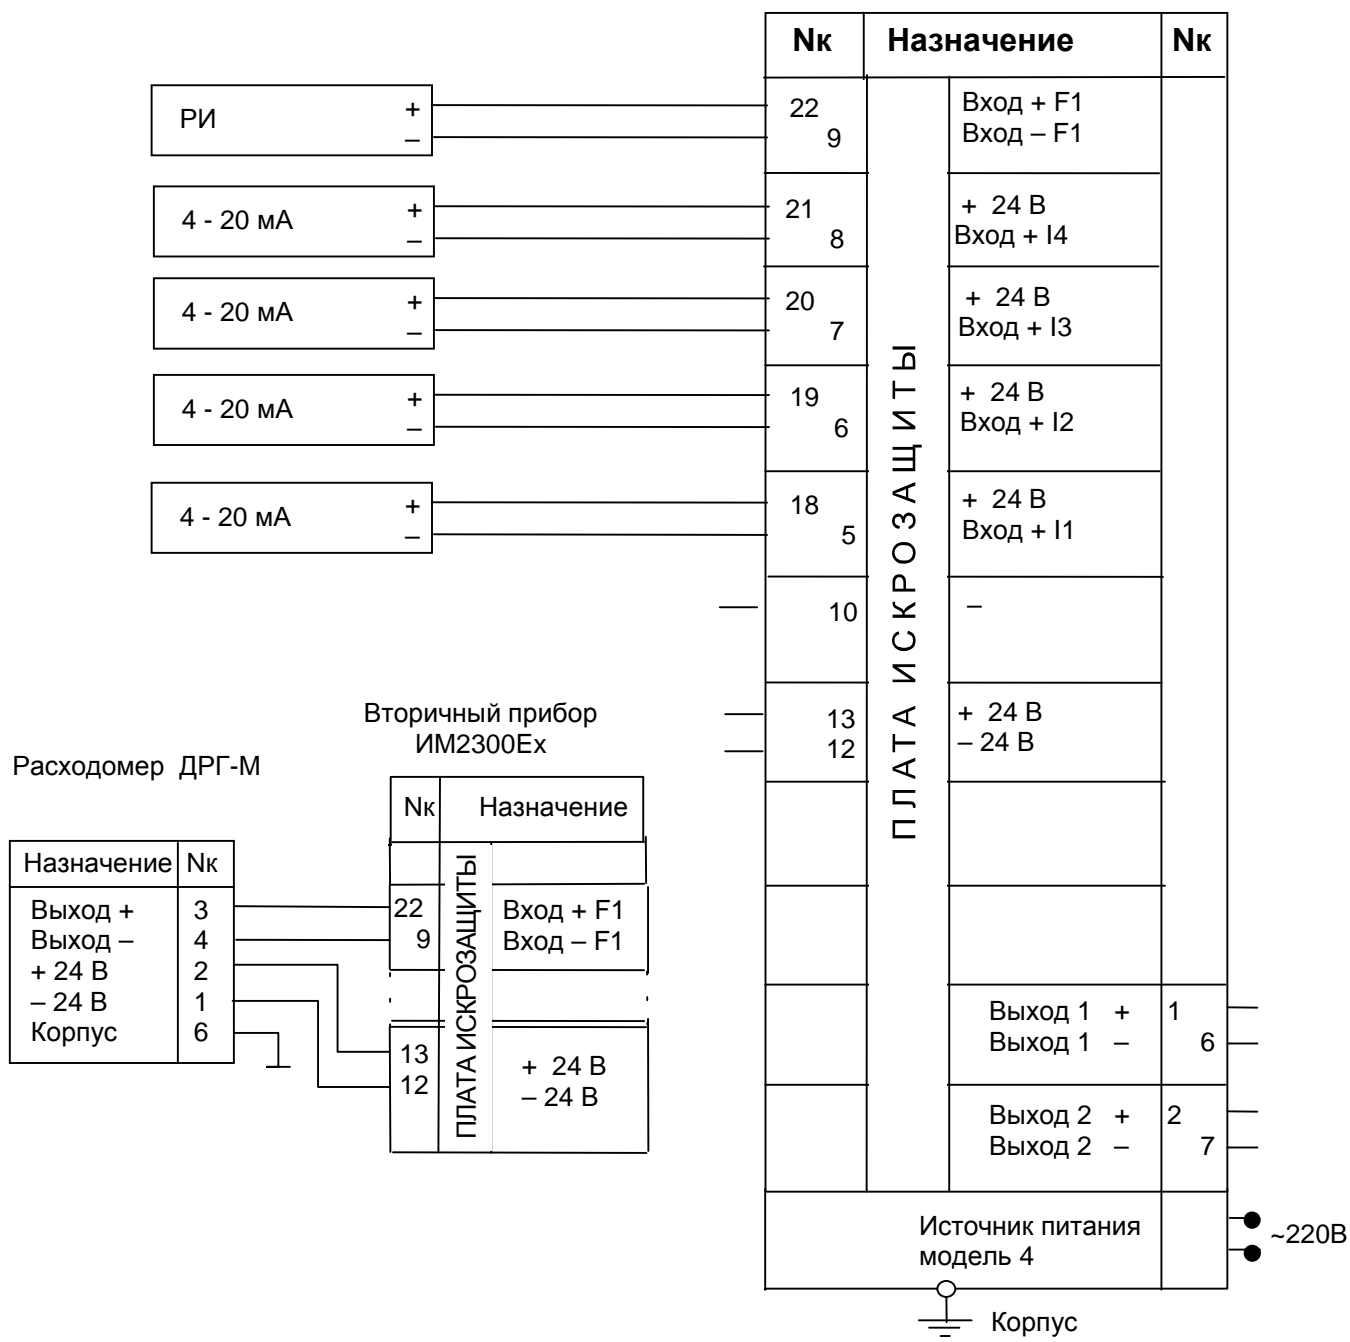 Nк Назначение Nк
РИ + –
22 Вход + F1
9 Вход – F1
4 - 20 мА + –
21 + 24 В
8 Вход + I4
4 - 20 мА + –
20 + 24 В
7 Вход + I3
4 - 20 мА + –
19 + 24 В
6 Вход + I2
4 - 20 мА + –
18 + 24 В
5 Вход + I1
10 –
13 + 24 В
12 – 24 В
ПЛАТА ИСКРОЗАЩИТЫ
Выход 1 + 1
Выход 1 – 6
Выход 2 + 2
Выход 2 – 7
Источник питания
модель 4
~220В
Корпус
Расходомер ДРГ-М
Назначение Nк
Выход + 3
Выход – 4
+ 24 В 2
– 24 В 1
Корпус 6
Вторичный прибор
ИМ2300Ех
Nк Назначение
22 Вход + F1
9 Вход – F1
13 + 24 В
12 – 24 В
ПЛАТА ИСКРОЗАЩИТЫ